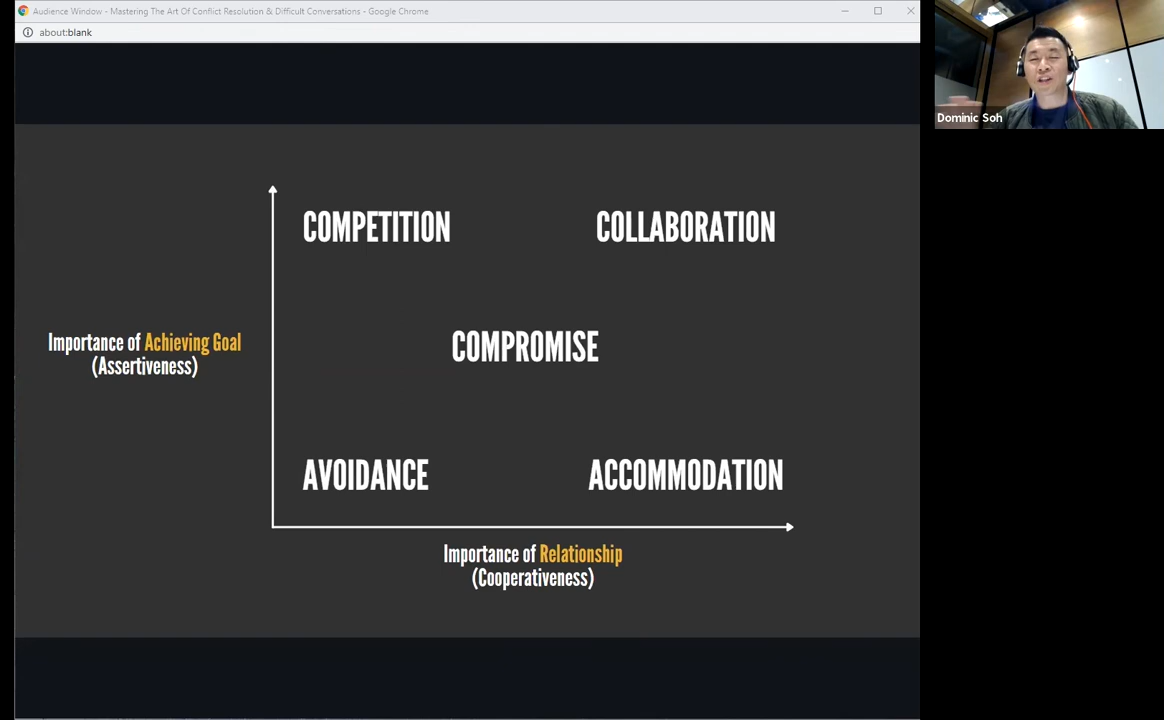 Audience Window - Mastering The Art Of Conflict Resolution & Difficult Conversations - Google Chrome
about:blank
Dominic Soh
COMPETITION
COLLABORATION
Importance of Achieving Goal
(Assertiveness)
COMPROMISE
AVOIDANCE
ACCOMMODATION
Importance of Relationship
(Cooperativeness)